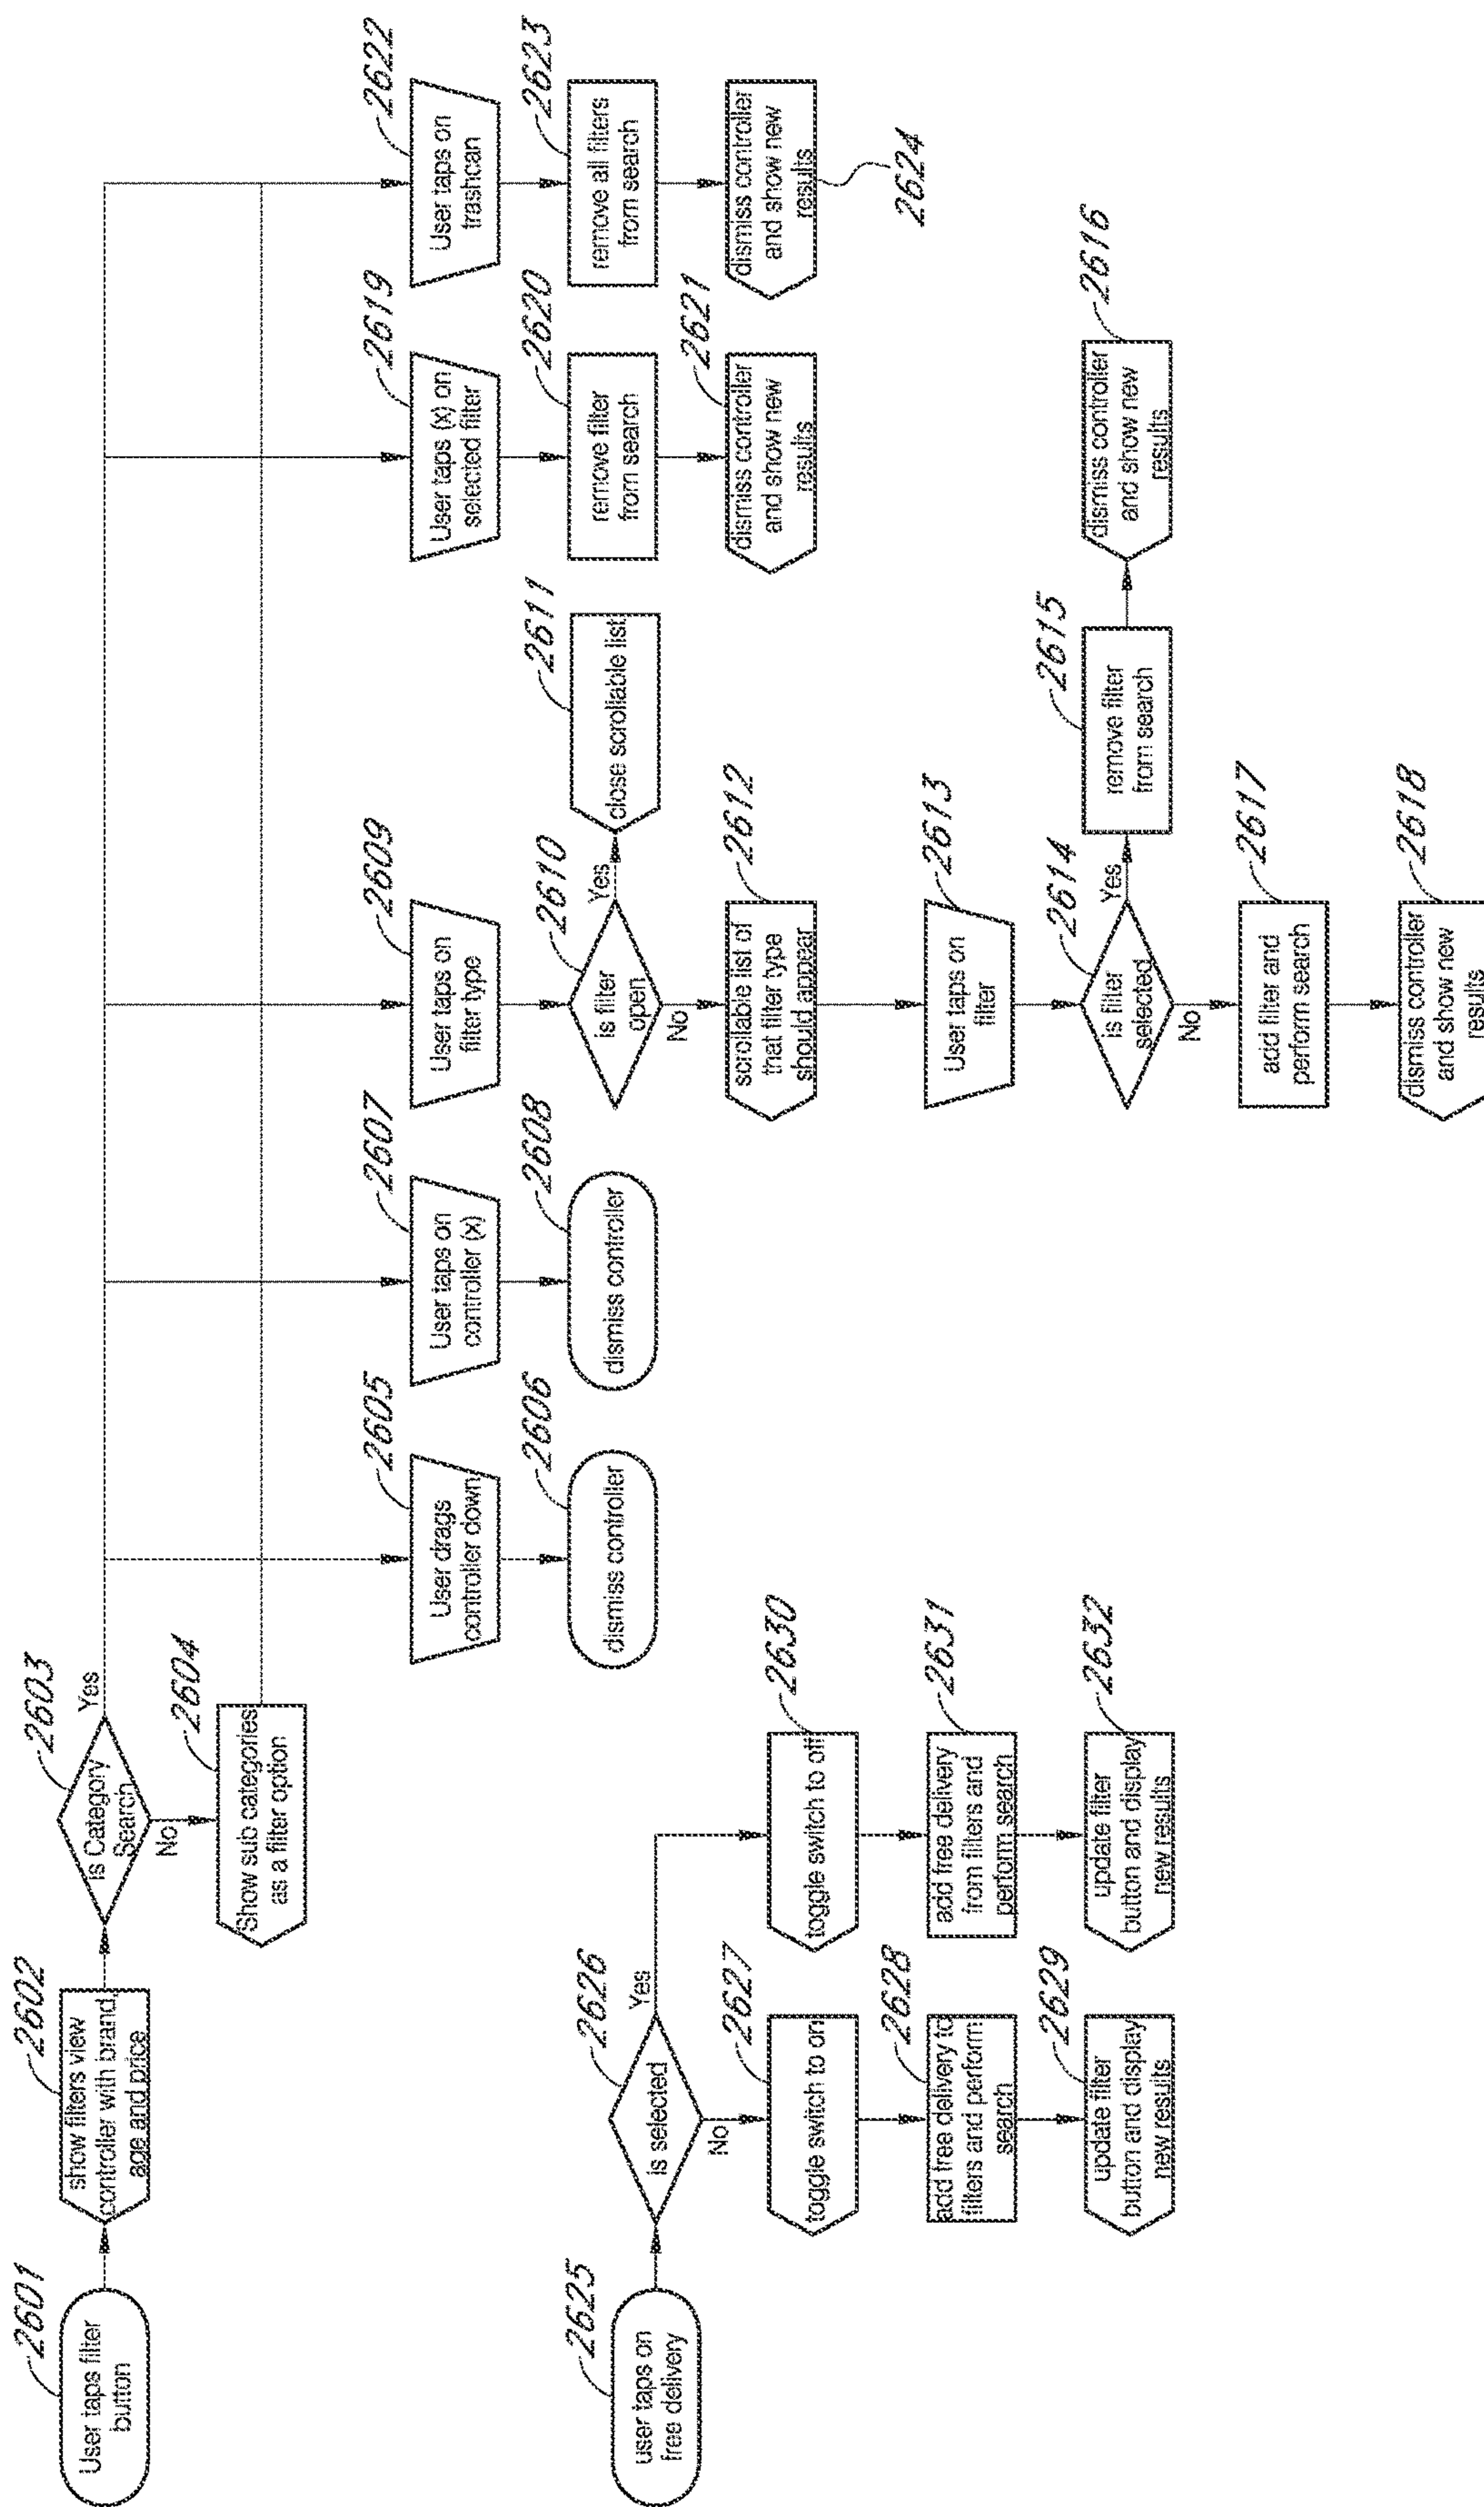 2601
User taps filter
button
2602
show filters view
controller with brand,
age and price
2603
is Category
Search
Yes
No
2604
Show sub categories
as a filter option
2605
User drags
controller down
2606
dismiss controller
2607
User taps on
controller (x)
2608
dismiss controller
2609
User taps on
filter type
2610
is filter
open
Yes
No
2611
close scrollable list
2612
scrollable list of
that filter type
should appear
2613
User taps on
filter
2614
is filter
selected
Yes
No
2615
remove filter
from search
2616
dismiss controller
and show new
results
2617
add filter and
perform search
2618
dismiss controller
and show new
results
2619
User taps (x) on
selected filter
2620
remove filter
from search
2621
dismiss controller
and show new
results
2622
User taps on
trashcan
2623
remove all filters
from search
dismiss controller
and show new
results
2624
2625
user taps on
free delivery
2626
is selected
Yes
No
2627
toggle switch to on
2628
add free delivery to
filters and perform
search
2629
update filter
button and display
new results
2630
toggle switch to off
2631
add free delivery
from filters and
perform search
2632
update filter
button and display
new results